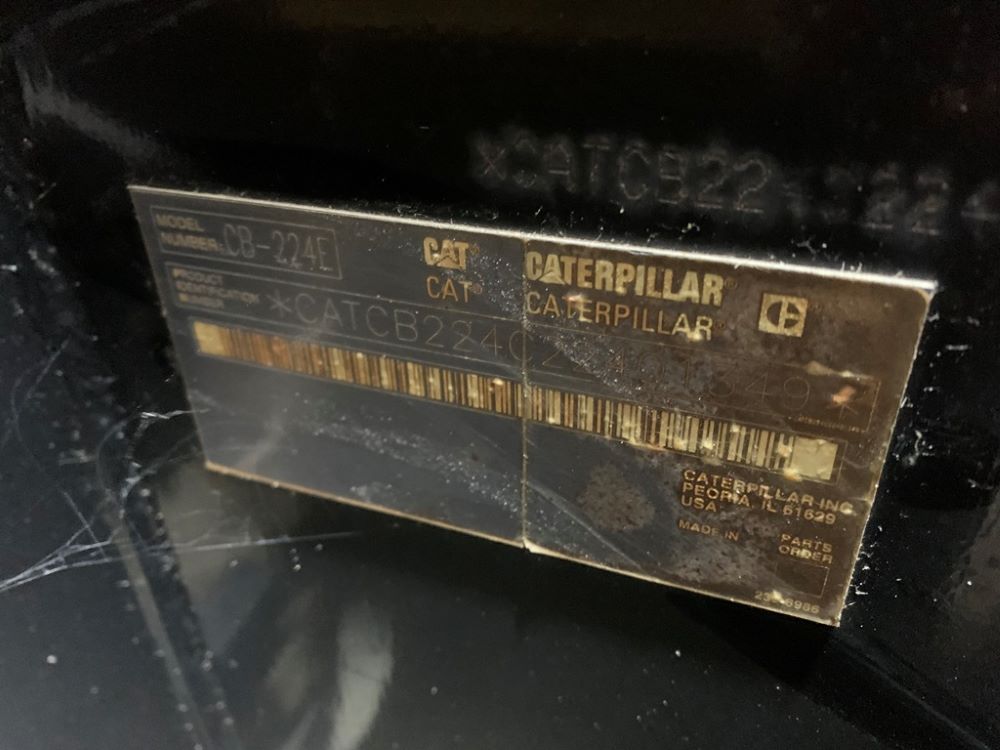 *CATCB22
MODEL NUMBER: CB-224E
CAT®
CAT®
CATERPILLAR®
CATERPILLAR®
PRODUCT IDENTIFICATION NUMBER
CATERPILLAR INC.
PEORIA, IL 61629
USA
MADE IN
PARTS
ORDER